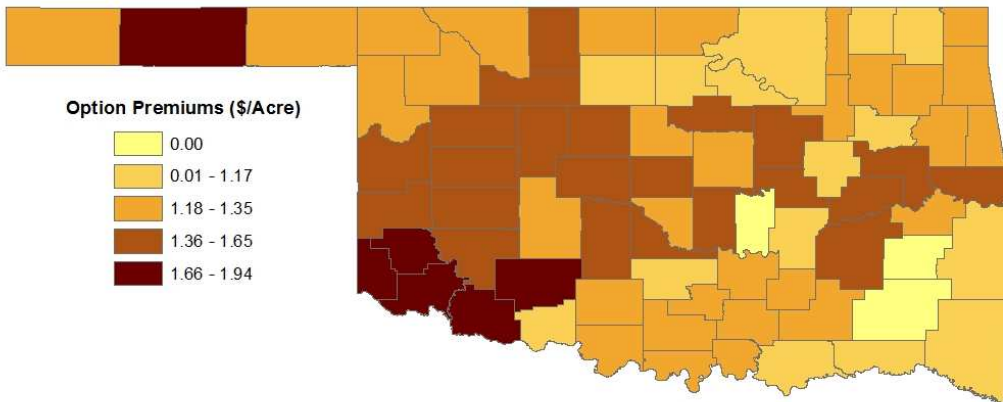 Option Premiums ($/Acre)
0.00
0.01 - 1.17
1.18 - 1.35
1.36 - 1.65
1.66 - 1.94